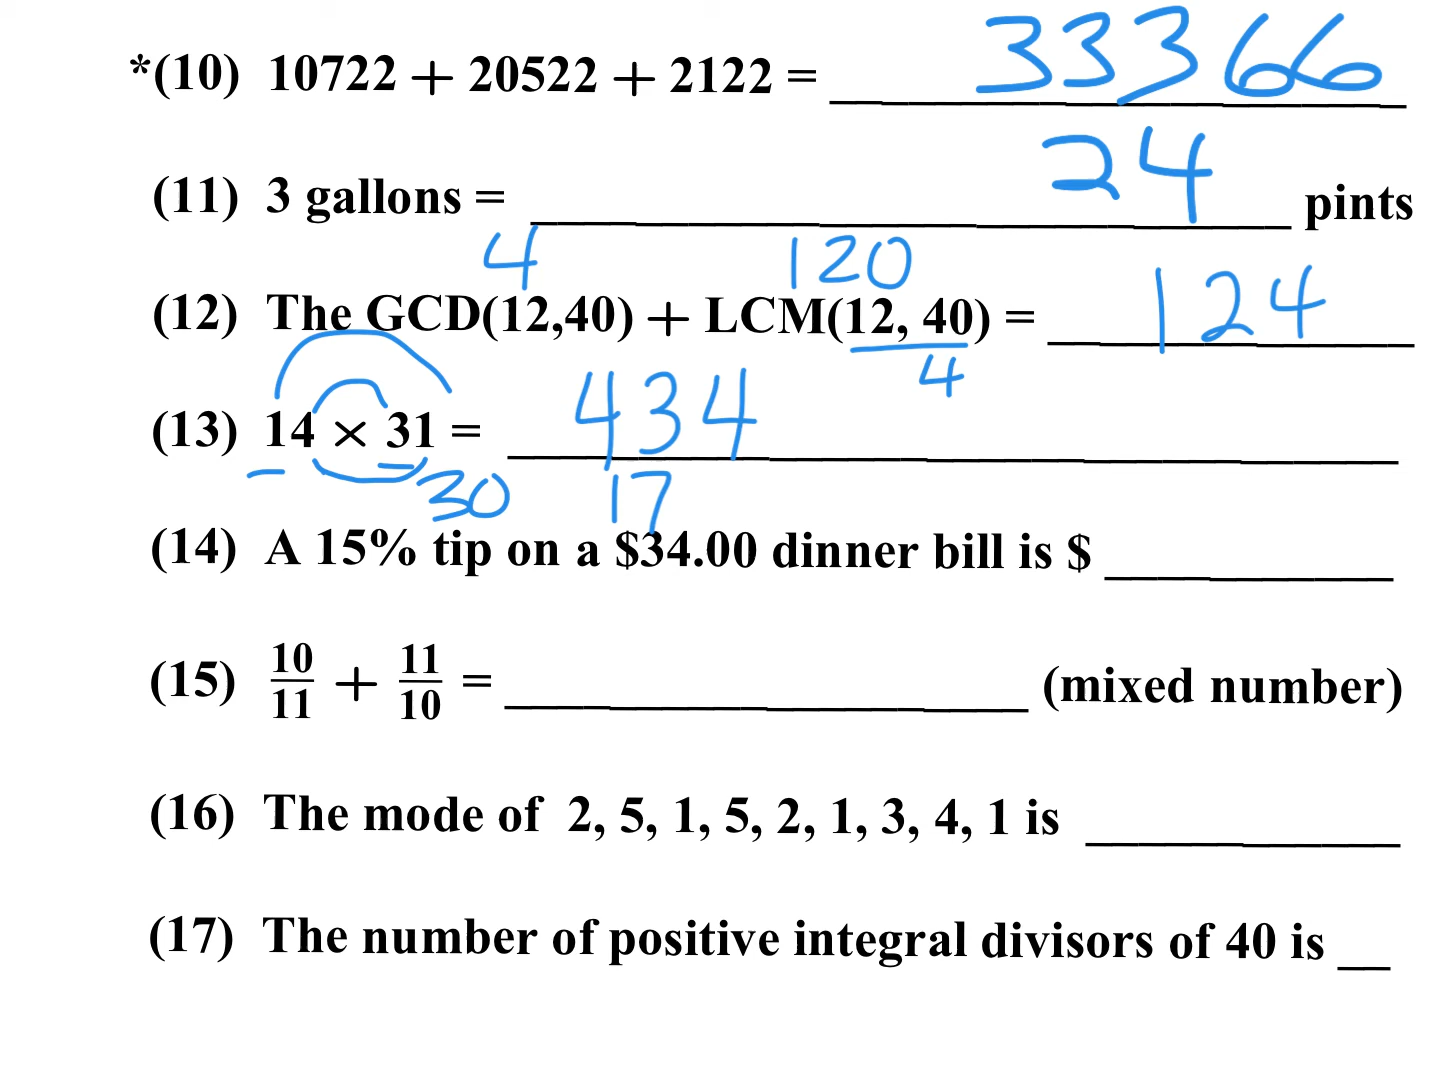 *(10) 10722 + 20522 + 2122 = 33366
(11) 3 gallons = 24 pints
4 120
(12) The GCD(12,40) + LCM(12, 40) = 124
4
(13) 14 × 31 = 434
30 17
(14) A 15% tip on a $34.00 dinner bill is $
(15) 10/11 + 11/10 = (mixed number)
(16) The mode of 2, 5, 1, 5, 2, 1, 3, 4, 1 is
(17) The number of positive integral divisors of 40 is